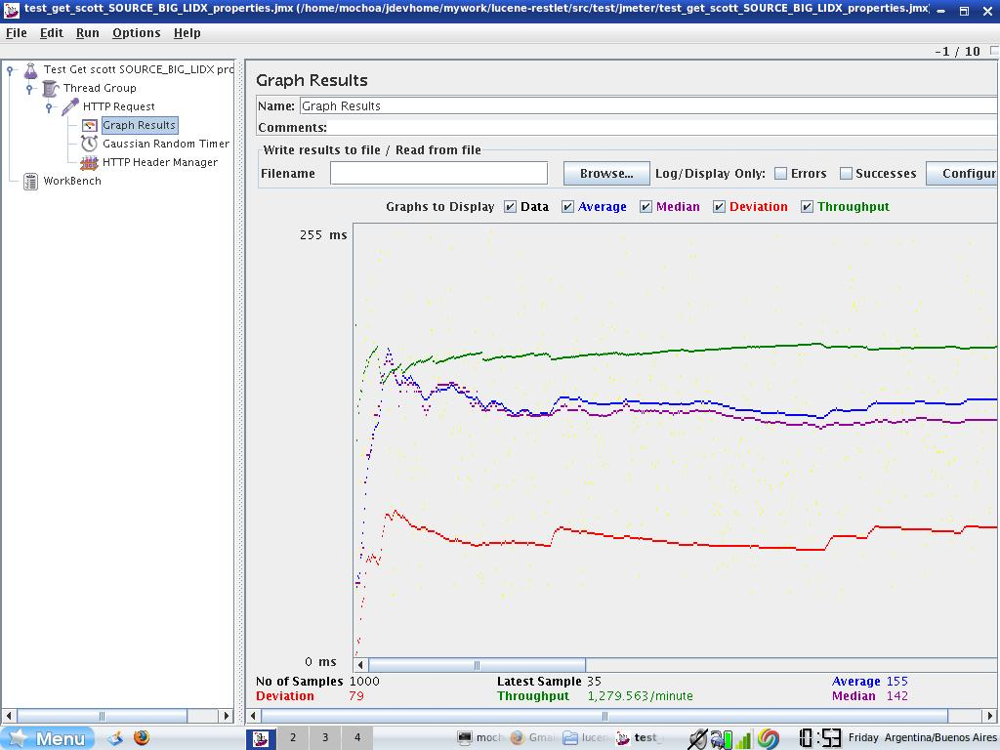 test_get_scott_SOURCE_BIG_LIDX_properties.jmx (/home/mochoa/jdevhome/mywork/lucene-restlet/src/test/jmeter/test_get_scott_SOURCE_BIG_LIDX_properties.jmx)
File Edit Run Options Help
-1 / 10
Test Get scott SOURCE_BIG_LIDX pro
Thread Group
HTTP Request
Graph Results
Gaussian Random Timer
HTTP Header Manager
WorkBench
Graph Results
Name: Graph Results
Comments:
Write results to file / Read from file
Filename Browse... Log/Display Only: Errors Successes Configur
Graphs to Display Data Average Median Deviation Throughput
255 ms
0 ms
No of Samples 1000 Latest Sample 35 Average 155
Deviation 79 Throughput 1,279.563/minute Median 142
Menu 2 3 4 moch Gmai lucen test_ 10:53 Friday Argentina/Buenos Aires